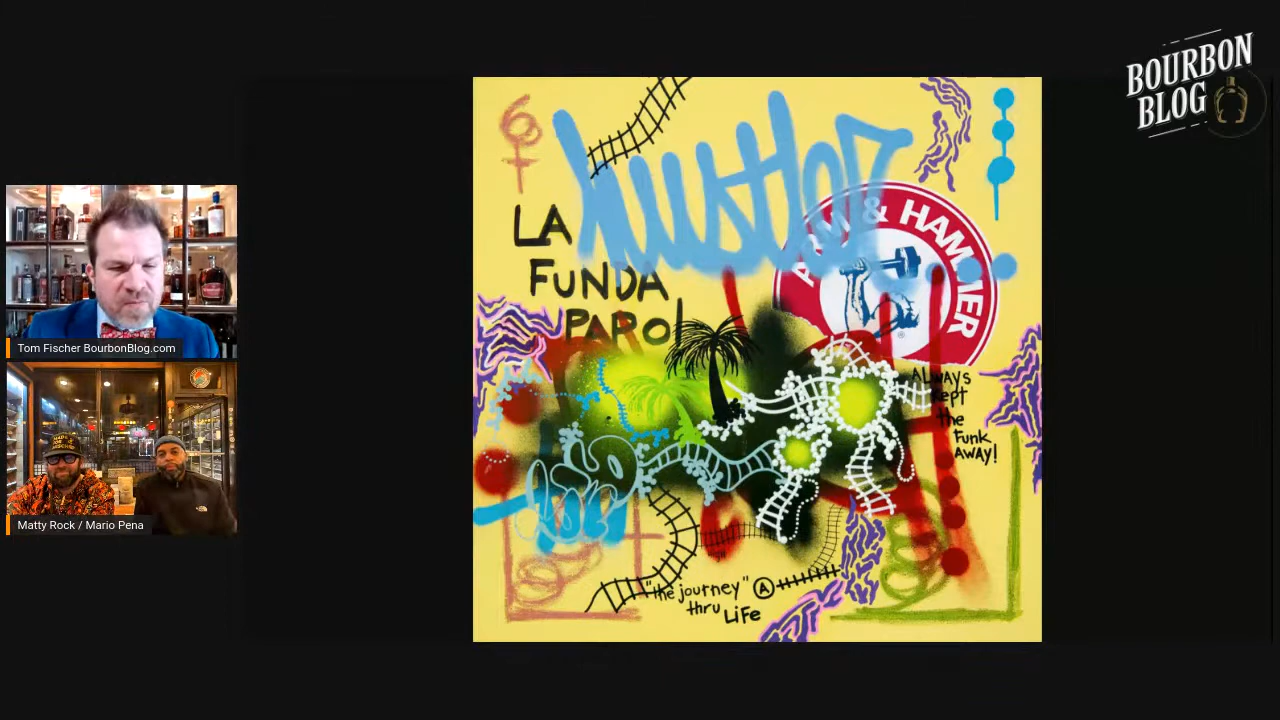 BOURBON
BLOG
hustler
LA
FUNDA
PARO!
ARM & HAMMER
®
ALWAYS
kept
the
Funk
AWAY!
"the journey" A
thru LiFe
Tom Fischer BourbonBlog.com
Matty Rock / Mario Pena